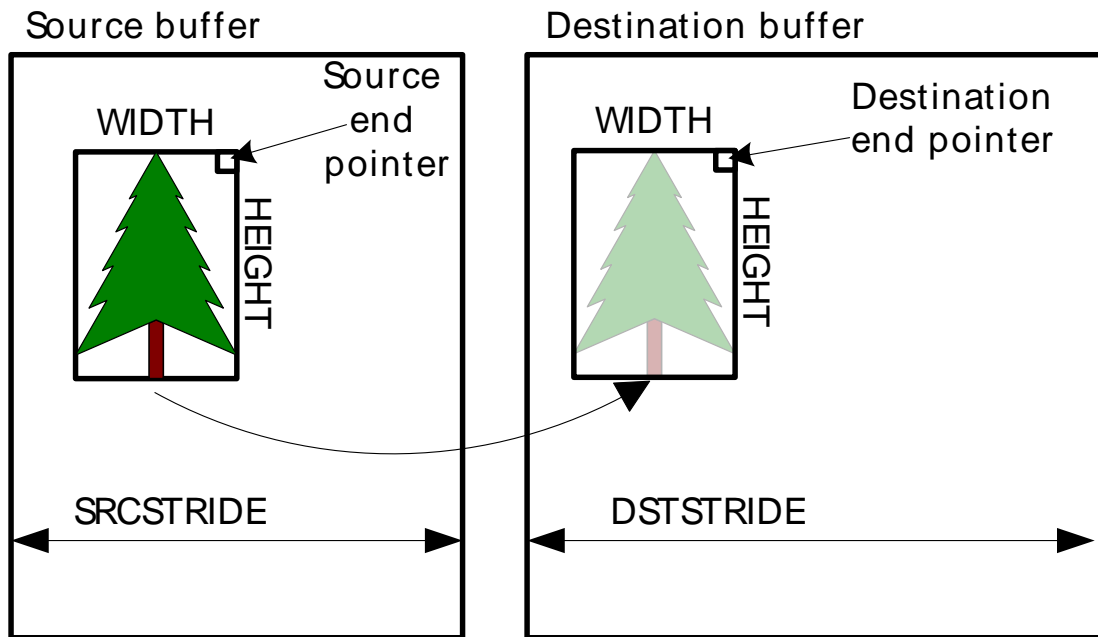 Source buffer
Source
end
pointer
WIDTH
HEIGHT
SRCSTRIDE
Destination buffer
Destination
end pointer
WIDTH
HEIGHT
DSTSTRIDE